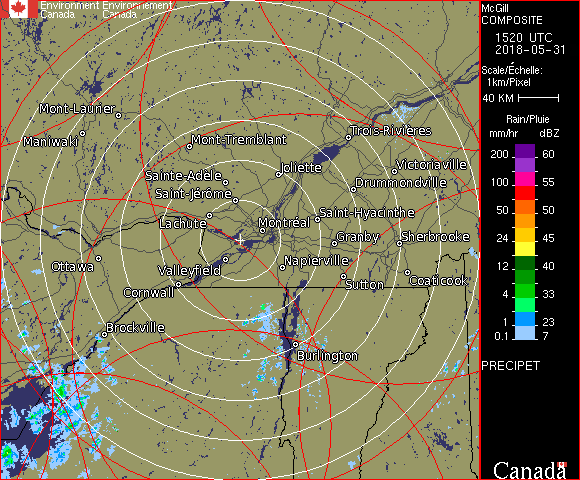 Environment Environnement
Canada Canada
McGill
COMPOSITE
1520 UTC
2018-05-31
Scale/Échelle:
1km/Pixel
40 KM
Rain/Pluie
mm/hr dBZ
200 60
100 55
50 50
24 45
12 40
4 33
1 23
0.1 7
PRECIPET
Canada
Mont-Laurier
Maniwaki
Mont-Tremblant
Trois-Rivières
Joliette
Victoriaville
Sainte-Adèle
Drummondville
Saint-Jérôme
Saint-Hyacinthe
Lachute
Montréal
Granby
Sherbrooke
Ottawa
Valleyfield
Napierville
Cornwall
Sutton
Coaticook
Brockville
Burlington